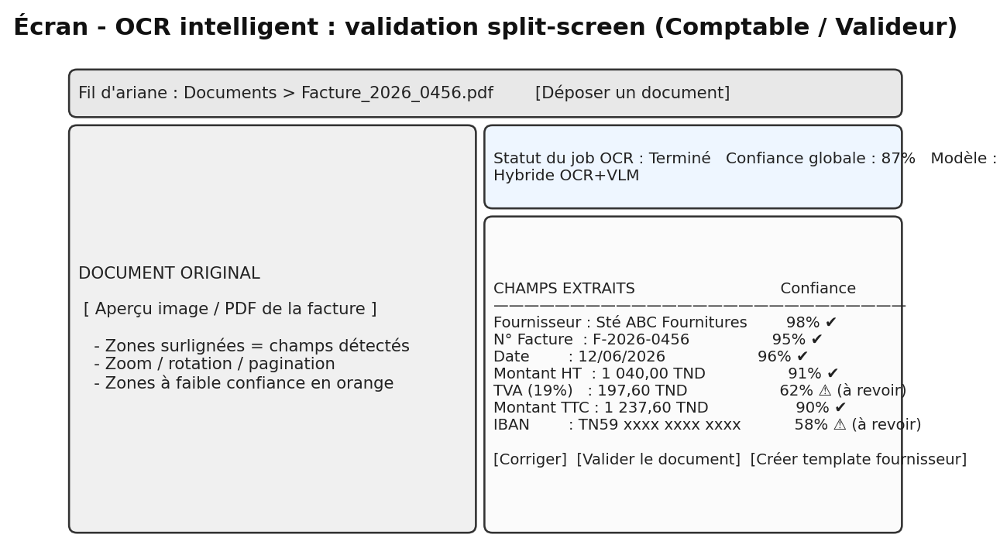 Écran - OCR intelligent : validation split-screen (Comptable / Valideur)
Fil d'ariane : Documents > Facture_2026_0456.pdf [Déposer un document]
DOCUMENT ORIGINAL
[ Aperçu image / PDF de la facture ]
- Zones surlignées = champs détectés
- Zoom / rotation / pagination
- Zones à faible confiance en orange
Statut du job OCR : Terminé Confiance globale : 87% Modèle :
Hybride OCR+VLM
CHAMPS EXTRAITS Confiance
———————————————————————————
Fournisseur : Sté ABC Fournitures 98% ✔
N° Facture : F-2026-0456 95% ✔
Date : 12/06/2026 96% ✔
Montant HT : 1 040,00 TND 91% ✔
TVA (19%) : 197,60 TND 62% ⚠ (à revoir)
Montant TTC : 1 237,60 TND 90% ✔
IBAN : TN59 xxxx xxxx xxxx 58% ⚠ (à revoir)
[Corriger] [Valider le document] [Créer template fournisseur]